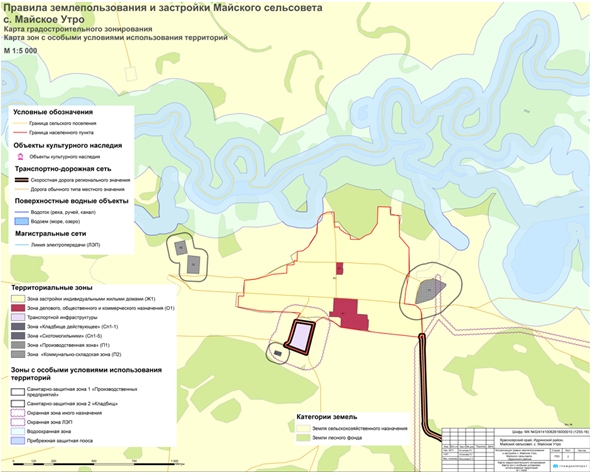 Правила землепользования и застройки Майского сельсовета
с. Майское Утро
Карта градостроительного зонирования
Карта зон с особыми условиями использования территорий
М 1:5 000
Условные обозначения
Граница сельского поселения
Граница населенного пункта
Объекты культурного наследия
Объекты культурного наследия
Транспортно-дорожная сеть
Скоростная дорога регионального значения
Дорога обычного типа местного значения
Поверхностные водные объекты
Водоток (река, ручей, канал)
Водоем (море, озеро)
Магистральные сети
Линия электропередачи (ЛЭП)
Территориальные зоны
Зона застройки индивидуальными жилыми домами (Ж1)
Зона делового, общественного и коммерческого назначения (О1)
Транспортной инфраструктуры
Зона «Кладбище действующее» (Сп1-1)
Зона «Скотомогильники» (Сп1-5)
Зона «Производственная зона» (П1)
Зона «Коммунально-складская зона» (П2)
Зоны с особыми условиями использования
территорий
Санитарно-защитная зона 1 «Производственных
предприятий»
Санитарно-защитная зона 2 «Кладбищ»
Охранная зона иного назначения
Охранная зона ЛЭП
Водоохранная зона
Прибрежная защитная полоса
Категории земель
Земли сельскохозяйственного назначения
Земли лесного фонда